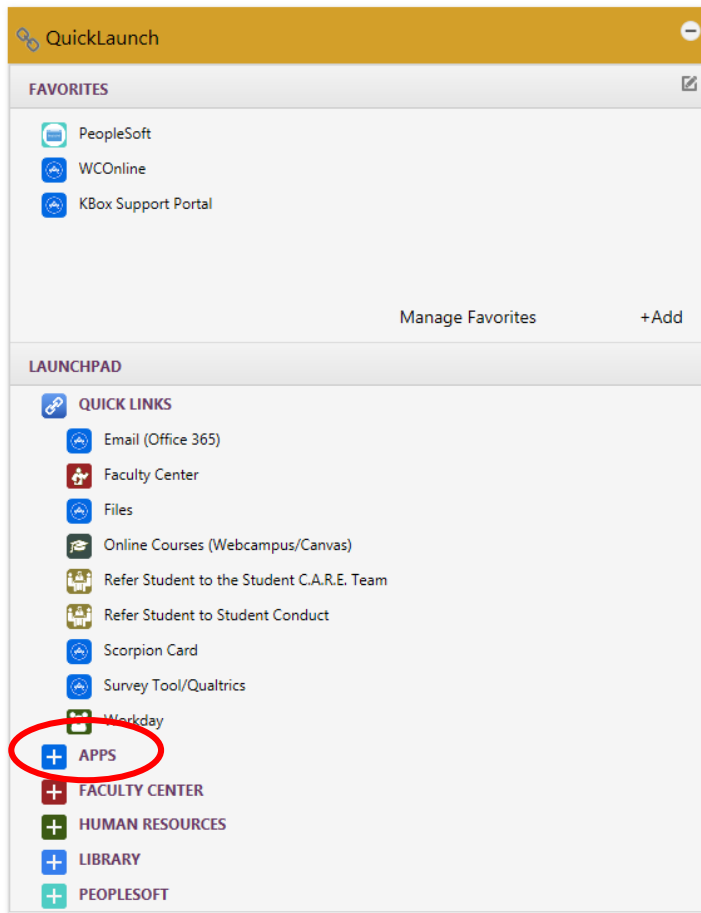 QuickLaunch
FAVORITES
PeopleSoft
WCOnline
KBox Support Portal
Manage Favorites +Add
LAUNCHPAD
QUICK LINKS
Email (Office 365)
Faculty Center
Files
Online Courses (Webcampus/Canvas)
Refer Student to the Student C.A.R.E. Team
Refer Student to Student Conduct
Scorpion Card
Survey Tool/Qualtrics
Workday
APPS
FACULTY CENTER
HUMAN RESOURCES
LIBRARY
PEOPLESOFT